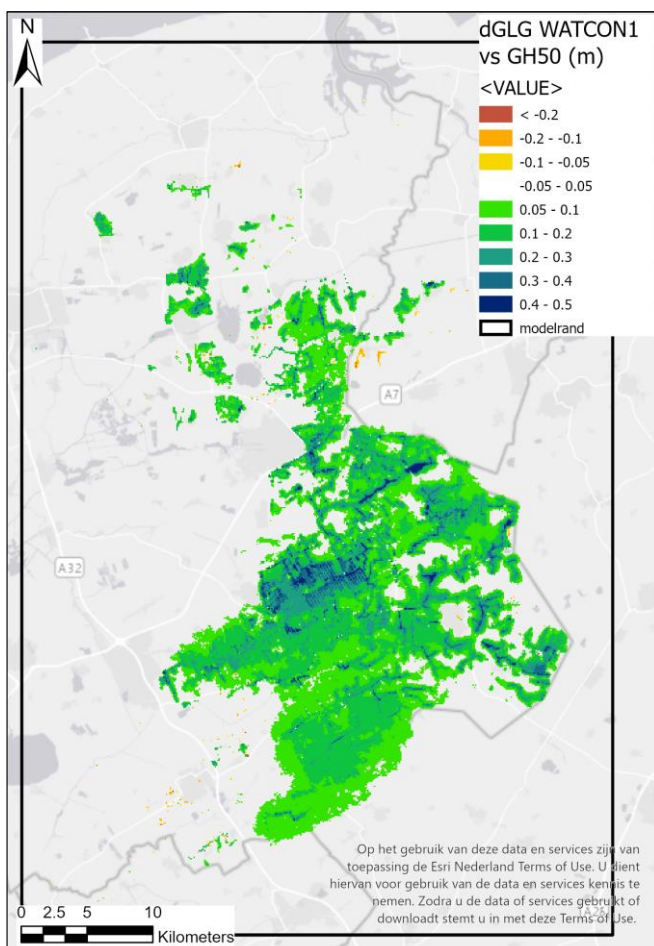 N
dGLG WATCON1
vs GH50 (m)
<VALUE>
< -0.2
-0.2 - -0.1
-0.1 - -0.05
-0.05 - 0.05
0.05 - 0.1
0.1 - 0.2
0.2 - 0.3
0.3 - 0.4
0.4 - 0.5
modelrand
A7
A32
Op het gebruik van deze data en services zijn van
toepassing de Esri Nederland Terms of Use. U dient
hiervan voor gebruik van de data en services kennis te
nemen. Zodra u de data of services gebruikt of
downloadt stemt u in met deze Terms of Use.
0 2.5 5 10
Kilometers